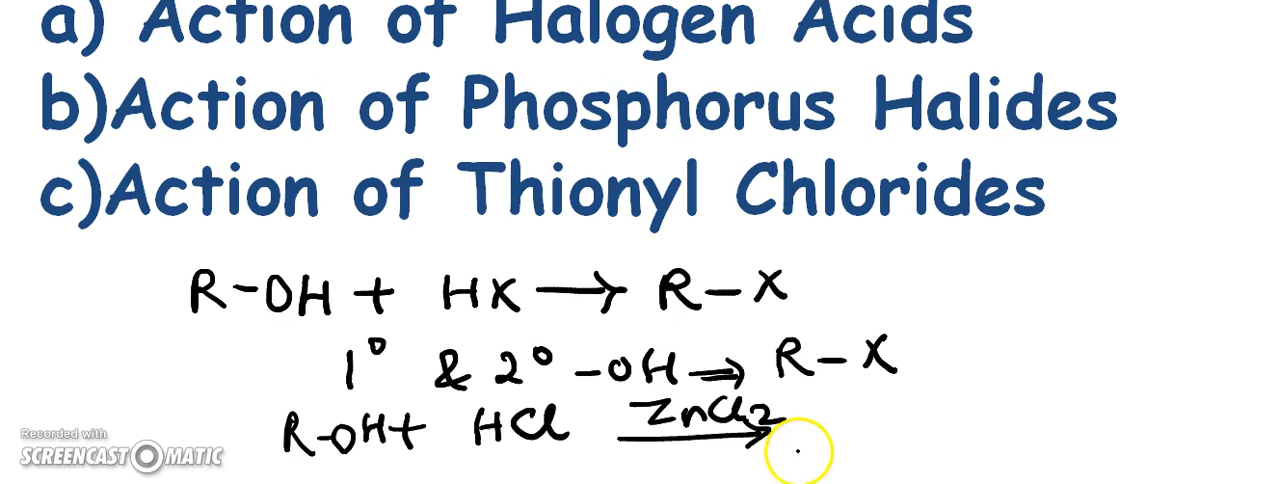 a) Action of Halogen Acids
b)Action of Phosphorus Halides
c)Action of Thionyl Chlorides
R-OH + HX → R-X
1° & 2° -OH → R-X
R-OH + HCl ZnCl2 →
Recorded with
SCREENCAST O MATIC